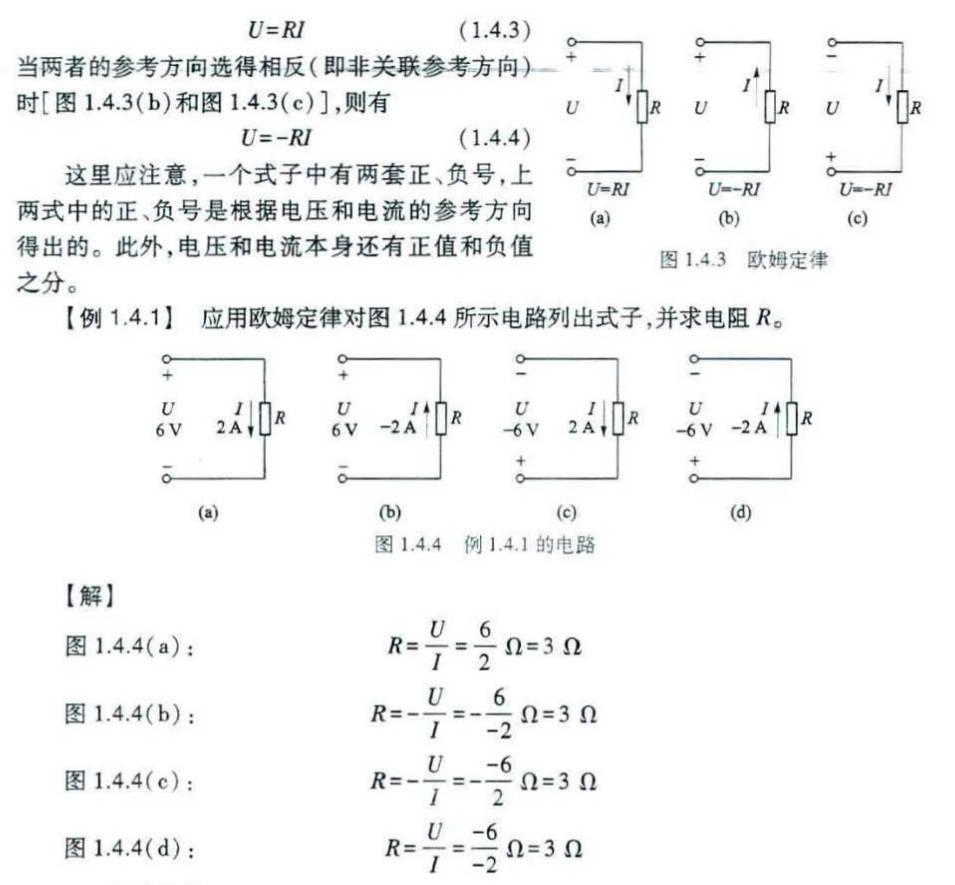 U=RI (1.4.3)
当两者的参考方向选得相反(即非关联参考方向)
时[图1.4.3(b)和图1.4.3(c)],则有
U=-RI (1.4.4)
这里应注意,一个式子中有两套正、负号,上
两式中的正、负号是根据电压和电流的参考方向
得出的。此外,电压和电流本身还有正值和负值
之分。
+ + −
I I I
U R U R U R
− − +
U=RI U=-RI U=-RI
(a) (b) (c)
图 1.4.3 欧姆定律
【例 1.4.1】 应用欧姆定律对图 1.4.4 所示电路列出式子,并求电阻 R。
+ + − −
U I R U I R U I R U I R
6 V 2 A 6 V -2 A -6 V 2 A -6 V -2 A
− − + +
(a) (b) (c) (d)
图 1.4.4 例 1.4.1 的电路
【解】
图 1.4.4(a): R=U/I=6/2 Ω=3 Ω
图 1.4.4(b): R=-U/I=-6/-2 Ω=3 Ω
图 1.4.4(c): R=-U/I=--6/2 Ω=3 Ω
图 1.4.4(d): R=U/I=-6/-2 Ω=3 Ω